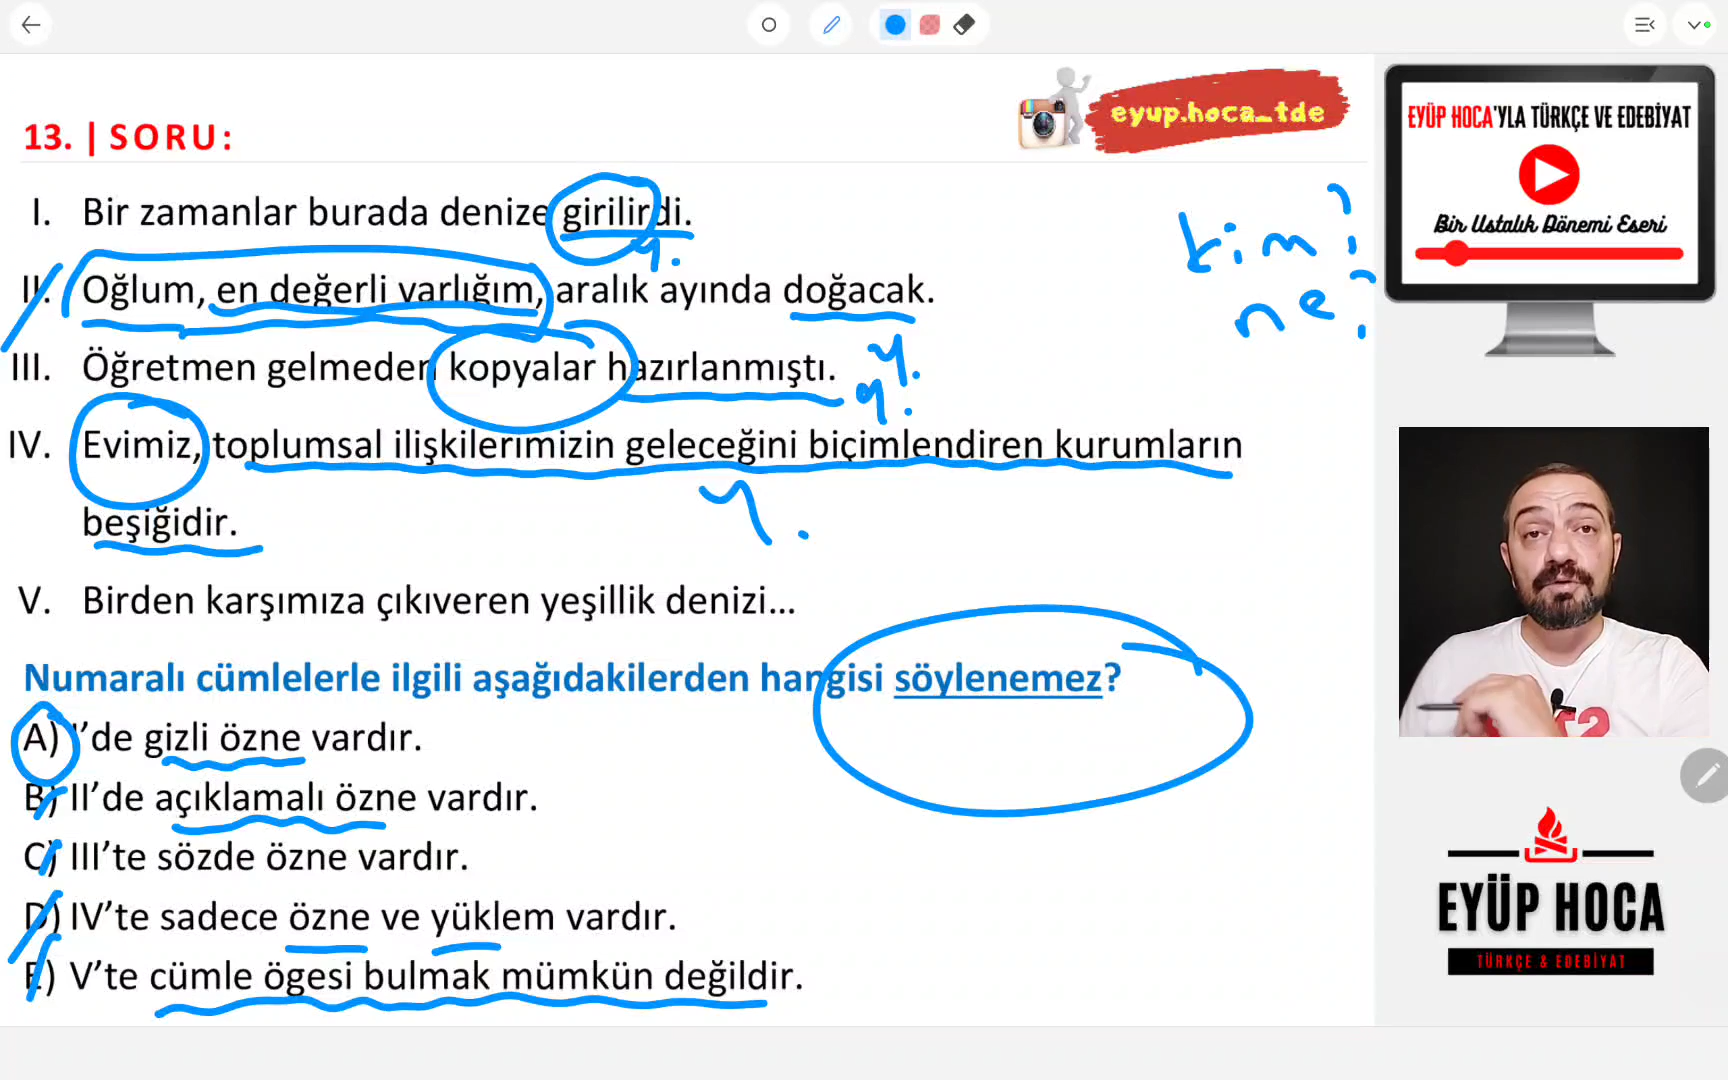 eyup.hoca_tde
EYÜP HOCA'YLA TÜRKÇE VE EDEBİYAT
Bir Ustalık Dönemi Eseri
13. | SORU:
I. Bir zamanlar burada denize girilirdi.
y.
kim?
II. Oğlum, en değerli varlığım, aralık ayında doğacak.
ne?
III. Öğretmen gelmeden kopyalar hazırlanmıştı.
y.
y.
IV. Evimiz, toplumsal ilişkilerimizin geleceğini biçimlendiren kurumların
beşiğidir.
y.
V. Birden karşımıza çıkıveren yeşillik denizi...
Numaralı cümlelerle ilgili aşağıdakilerden hangisi söylenemez?
A) I'de gizli özne vardır.
B) II'de açıklamalı özne vardır.
C) III'te sözde özne vardır.
D) IV'te sadece özne ve yüklem vardır.
E) V'te cümle ögesi bulmak mümkün değildir.
EYÜP HOCA
TÜRKÇE & EDEBİYAT